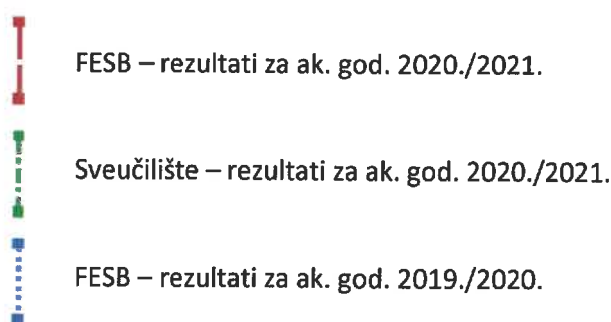 FESB – rezultati za ak. god. 2020./2021.
Sveučilište – rezultati za ak. god. 2020./2021.
FESB – rezultati za ak. god. 2019./2020.